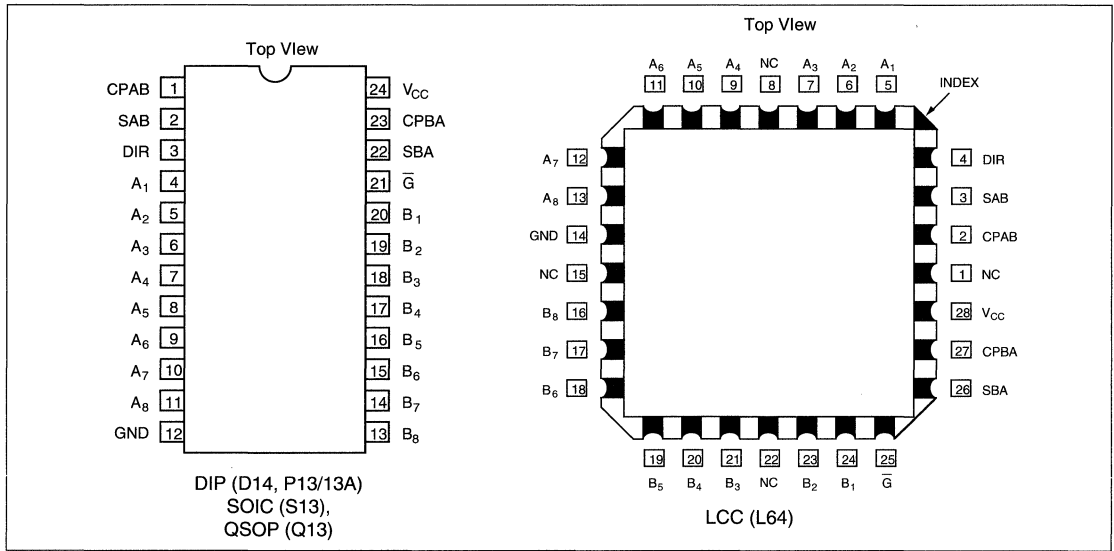 Top VIew
CPAB 1
SAB 2
DIR 3
A1 4
A2 5
A3 6
A4 7
A5 8
A6 9
A7 10
A8 11
GND 12
24 VCC
23 CPBA
22 SBA
21 G̅
20 B1
19 B2
18 B3
17 B4
16 B5
15 B6
14 B7
13 B8
DIP (D14, P13/13A)
SOIC (S13),
QSOP (Q13)
Top VIew
A6 A5 A4 NC A3 A2 A1
11 10 9 8 7 6 5
INDEX
A7 12
A8 13
GND 14
NC 15
B8 16
B7 17
B6 18
4 DIR
3 SAB
2 CPAB
1 NC
28 VCC
27 CPBA
26 SBA
19 20 21 22 23 24 25
B5 B4 B3 NC B2 B1 G̅
LCC (L64)